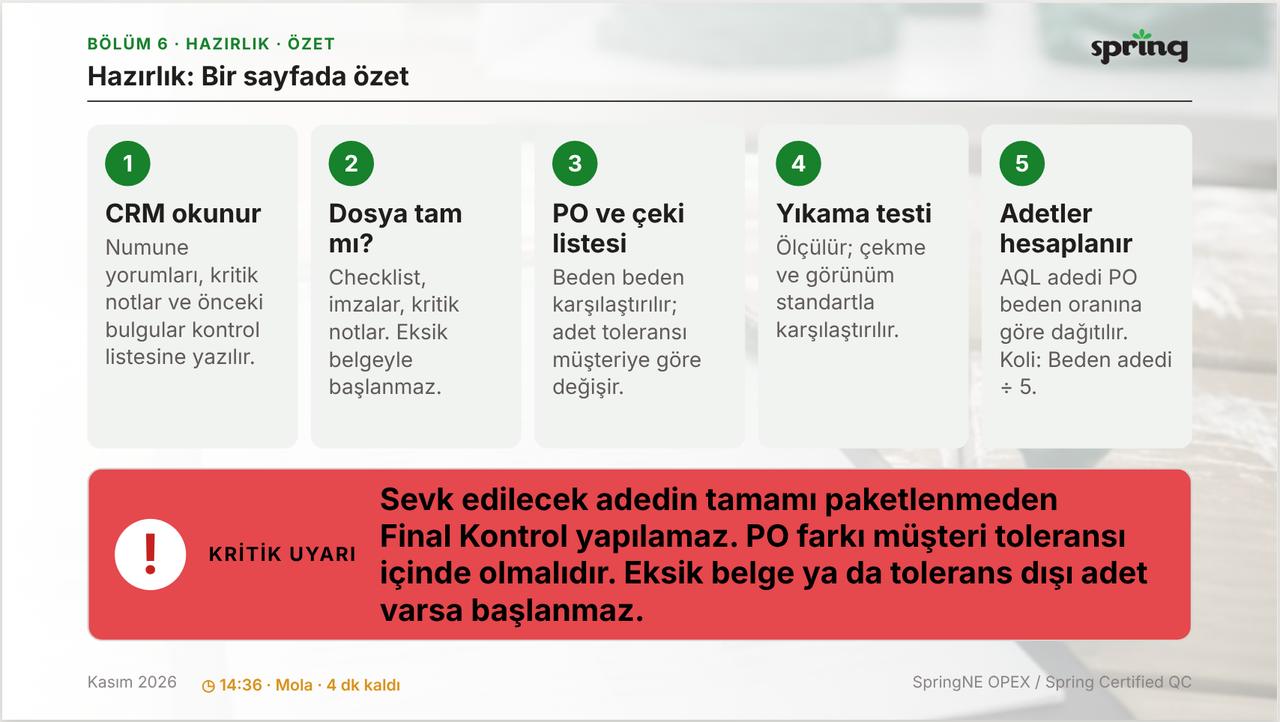 BÖLÜM 6 · HAZIRLIK · ÖZET
Hazırlık: Bir sayfada özet
spring
1
CRM okunur
Numune
yorumları, kritik
notlar ve önceki
bulgular kontrol
listesine yazılır.
2
Dosya tam
mı?
Checklist,
imzalar, kritik
notlar. Eksik
belgeyle
başlanmaz.
3
PO ve çeki
listesi
Beden beden
karşılaştırılır;
adet toleransı
müşteriye göre
değişir.
4
Yıkama testi
Ölçülür; çekme
ve görünüm
standartla
karşılaştırılır.
5
Adetler
hesaplanır
AQL adedi PO
beden oranına
göre dağıtılır.
Koli: Beden adedi
÷ 5.
!
KRİTİK UYARI
Sevk edilecek adedin tamamı paketlenmeden
Final Kontrol yapılamaz. PO farkı müşteri toleransı
içinde olmalıdır. Eksik belge ya da tolerans dışı adet
varsa başlanmaz.
Kasım 2026
14:36 · Mola · 4 dk kaldı
SpringNE OPEX / Spring Certified QC